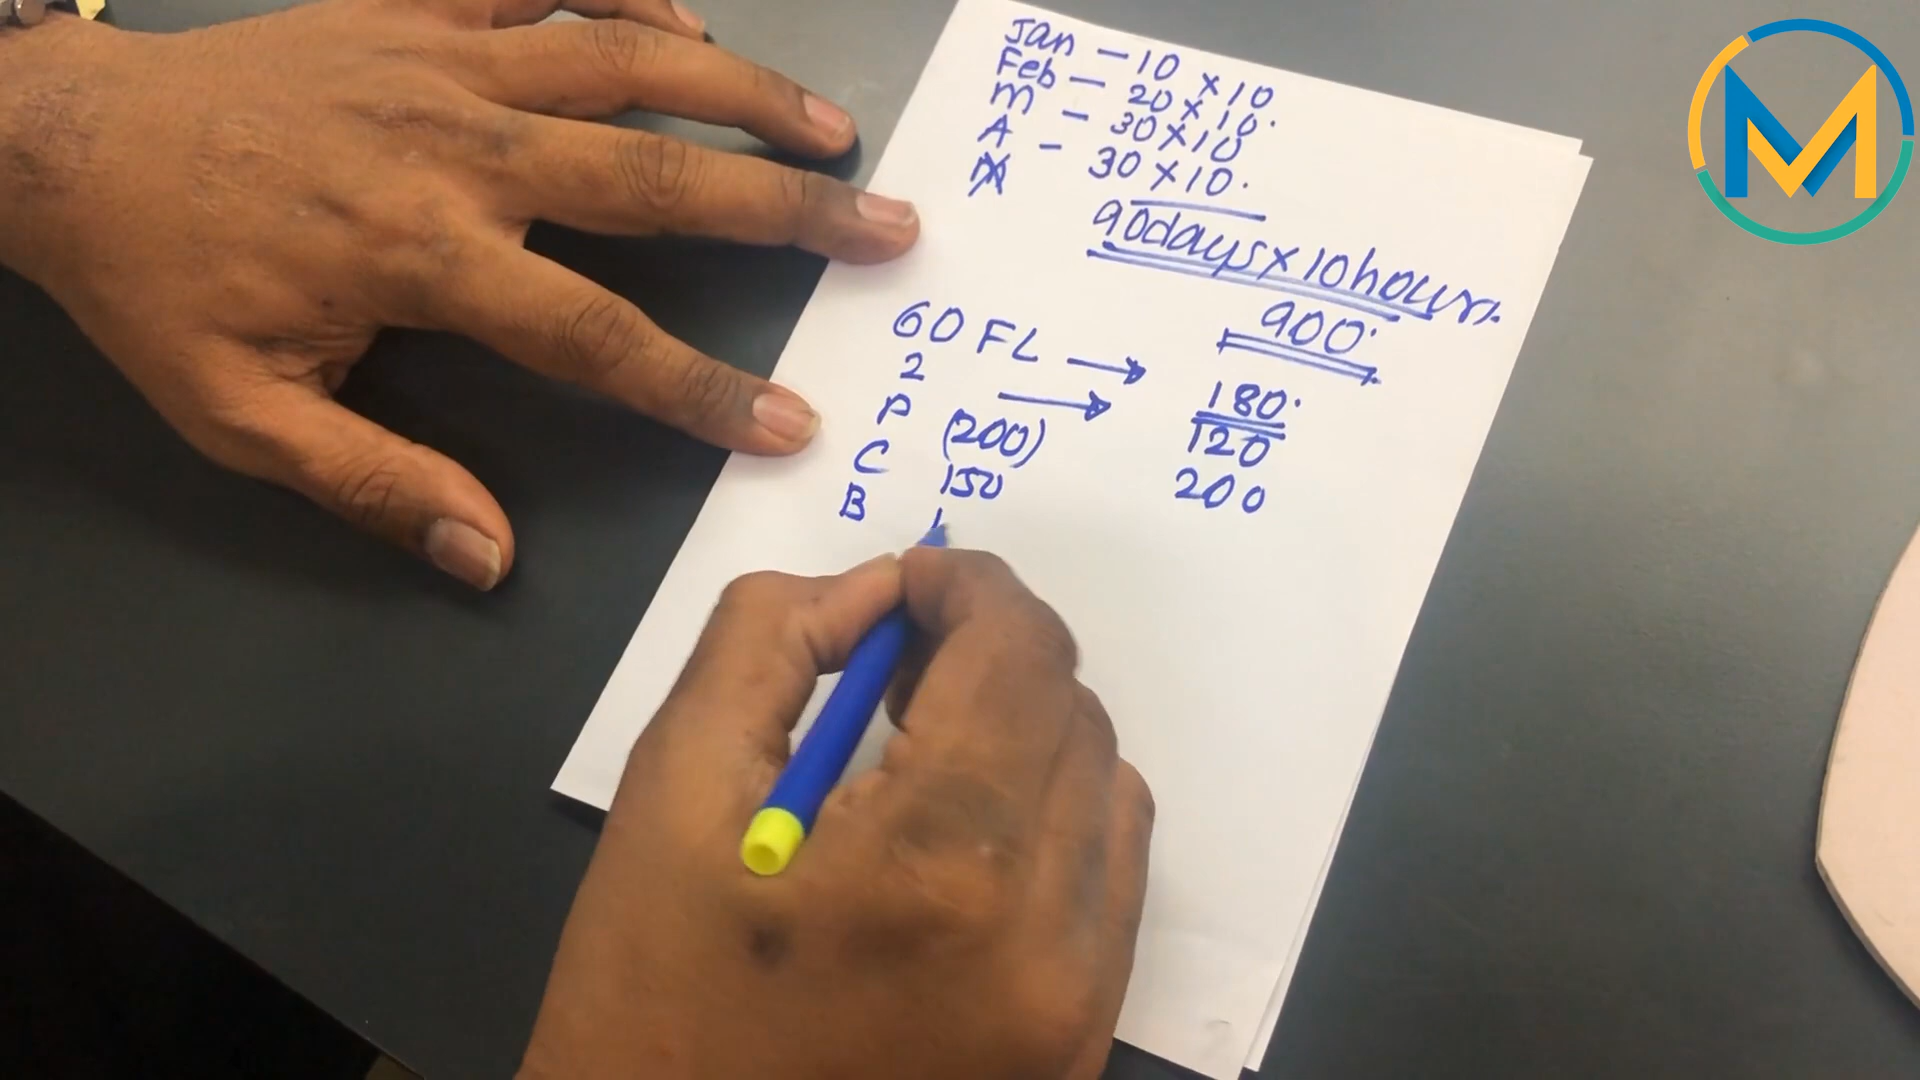 Jan - 10 × 10
Feb - 20 × 10.
M - 30 × 10
A - 30 × 10.
90days × 10hours.
900.
60 FL → 180.
2 → 120
P (200) 200
C 150
B
M